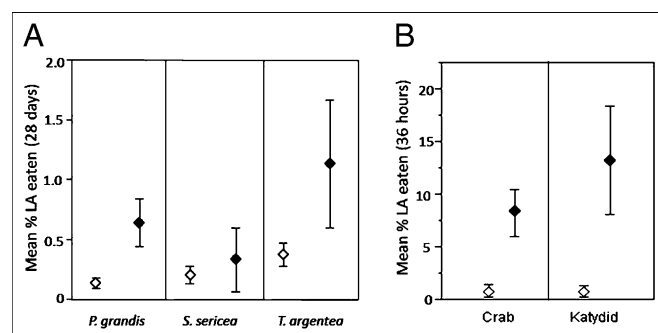 A
Mean % LA eaten (28 days)
2.0
1.5
1.0
0.5
0
P. grandis
S. sericea
T. argentea
B
Mean % LA eaten (36 hours)
20
15
10
5
0
Crab
Katydid